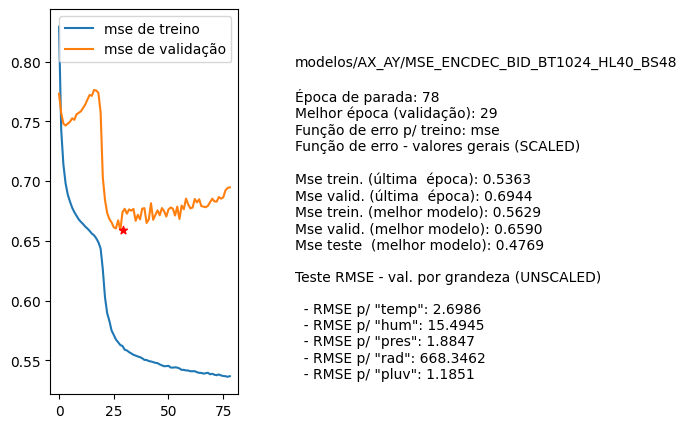 mse de treino
mse de validação
0.80
0.75
0.70
0.65
0.60
0.55
0
25
50
75
modelos/AX_AY/MSE_ENCDEC_BID_BT1024_HL40_BS48
Época de parada: 78
Melhor época (validação): 29
Função de erro p/ treino: mse
Função de erro - valores gerais (SCALED)
Mse trein. (última  época): 0.5363
Mse valid. (última  época): 0.6944
Mse trein. (melhor modelo): 0.5629
Mse valid. (melhor modelo): 0.6590
Mse teste  (melhor modelo): 0.4769
Teste RMSE - val. por grandeza (UNSCALED)
- RMSE p/ "temp": 2.6986
- RMSE p/ "hum": 15.4945
- RMSE p/ "pres": 1.8847
- RMSE p/ "rad": 668.3462
- RMSE p/ "pluv": 1.1851